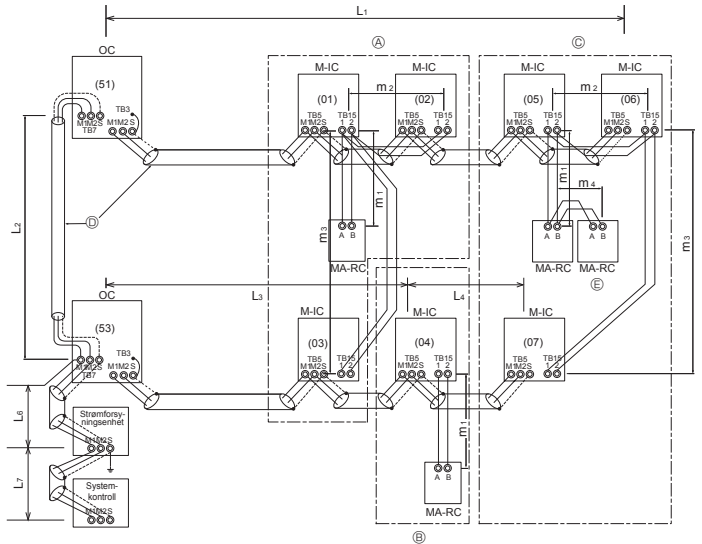 L1
OC
(51)
TB3
M1M2S
TB7
M1M2S
A
M-IC
(01)
TB5
M1M2S
TB15
1 2
m2
M-IC
(02)
TB5
M1M2S
TB15
1 2
C
M-IC
(05)
TB5
M1M2S
TB15
1 2
m2
M-IC
(06)
TB5
M1M2S
TB15
1 2
L2
D
m3
m1
A B
MA-RC
m1
m4
A B
MA-RC
A B
MA-RC
E
m3
L3
L4
OC
(53)
TB3
M1M2S
TB7
M1M2S
M-IC
(03)
TB5
M1M2S
TB15
1 2
M-IC
(04)
TB5
M1M2S
TB15
1 2
M-IC
(07)
TB5
M1M2S
TB15
1 2
L6
Strømforsy-
ningsenhet
M1M2S
L7
System-
kontroll
M1M2S
m1
A B
MA-RC
B